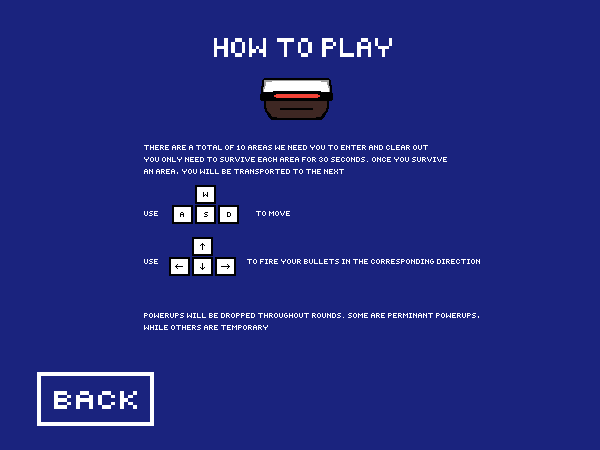 HOW TO PLAY
THERE ARE A TOTAL OF 10 AREAS WE NEED YOU TO ENTER AND CLEAR OUT
YOU ONLY NEED TO SURVIVE EACH AREA FOR 30 SECONDS. ONCE YOU SURVIVE
AN AREA, YOU WILL BE TRANSPORTED TO THE NEXT
W
USE A S D TO MOVE
↑
USE ← ↓ → TO FIRE YOUR BULLETS IN THE CORRESPONDING DIRECTION
POWERUPS WILL BE DROPPED THROUGHOUT ROUNDS. SOME ARE PERMINANT POWERUPS,
WHILE OTHERS ARE TEMPORARY
BACK